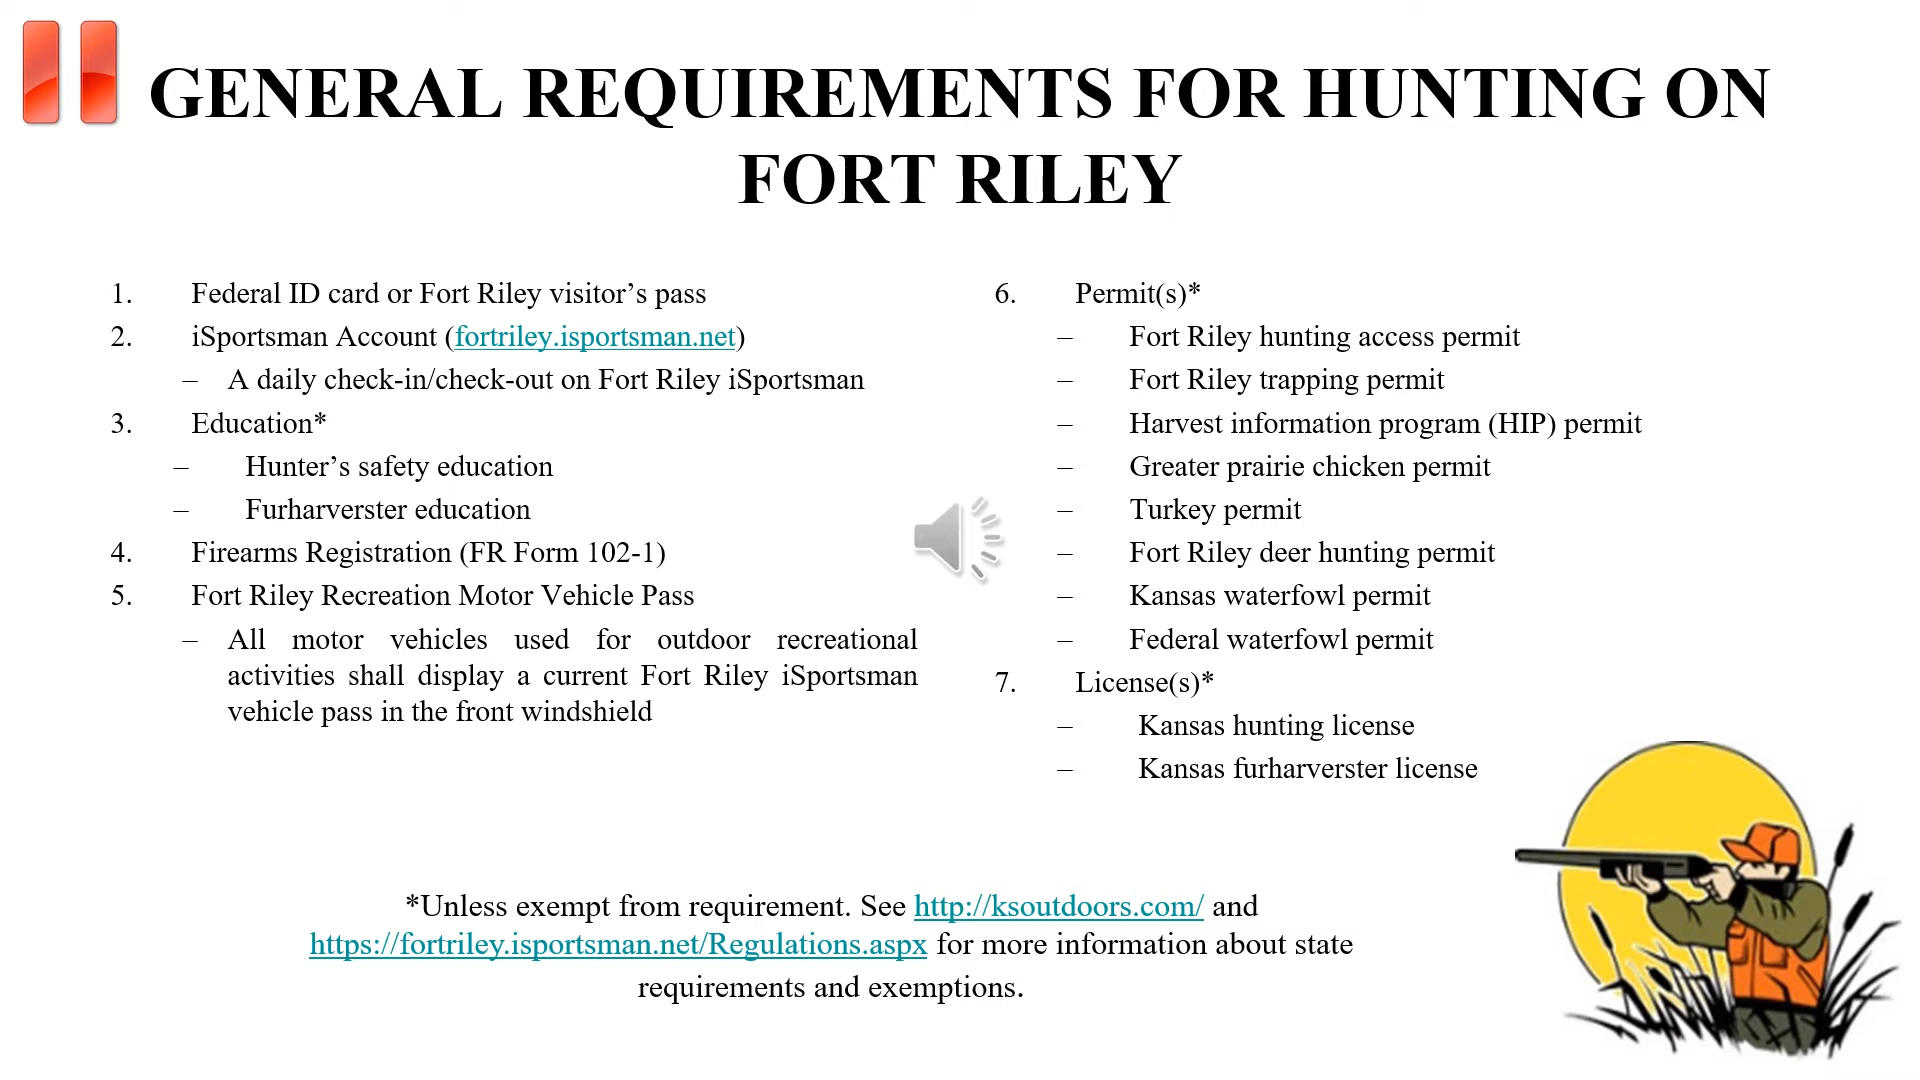 GENERAL REQUIREMENTS FOR HUNTING ON
FORT RILEY
1. Federal ID card or Fort Riley visitor’s pass
2. iSportsman Account (fortriley.isportsman.net)
– A daily check-in/check-out on Fort Riley iSportsman
3. Education*
– Hunter’s safety education
– Furharverster education
4. Firearms Registration (FR Form 102-1)
5. Fort Riley Recreation Motor Vehicle Pass
– All motor vehicles used for outdoor recreational
activities shall display a current Fort Riley iSportsman
vehicle pass in the front windshield
6. Permit(s)*
– Fort Riley hunting access permit
– Fort Riley trapping permit
– Harvest information program (HIP) permit
– Greater prairie chicken permit
– Turkey permit
– Fort Riley deer hunting permit
– Kansas waterfowl permit
– Federal waterfowl permit
7. License(s)*
– Kansas hunting license
– Kansas furharverster license
*Unless exempt from requirement. See http://ksoutdoors.com/ and
https://fortriley.isportsman.net/Regulations.aspx for more information about state
requirements and exemptions.